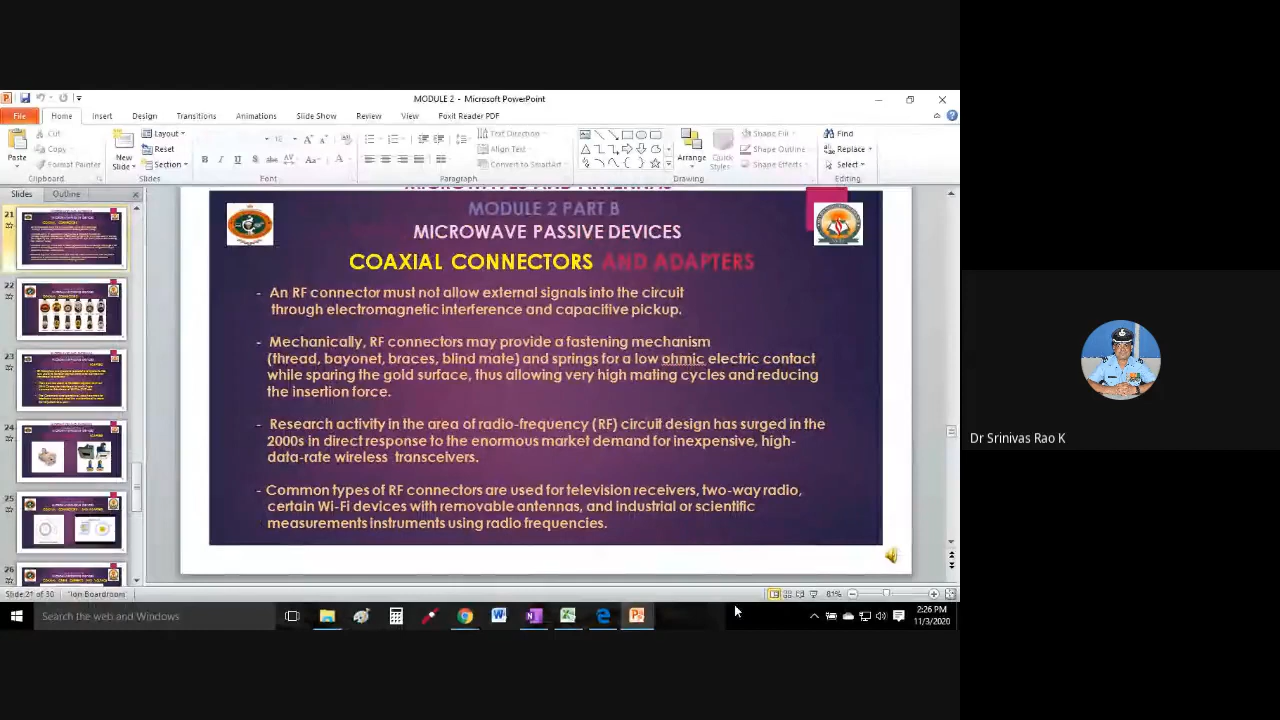 MODULE 2 - Microsoft PowerPoint
File Home Insert Design Transitions Animations Slide Show Review View Foxit Reader PDF
Cut
Copy
Format Painter
Paste
Clipboard
New
Slide
Layout
Reset
Section
Slides
Font
Text Direction
Align Text
Convert to SmartArt
Paragraph
Arrange
Quick
Styles
Shape Fill
Shape Outline
Shape Effects
Drawing
Find
Replace
Select
Editing
Slides Outline
21
22
23
24
25
26
MICROWAVES AND ANTENNAS
MODULE 2 PART B
MICROWAVE PASSIVE DEVICES
COAXIAL CONNECTORS AND ADAPTERS
- An RF connector must not allow external signals into the circuit
through electromagnetic interference and capacitive pickup.
- Mechanically, RF connectors may provide a fastening mechanism
(thread, bayonet, braces, blind mate) and springs for a low ohmic electric contact
while sparing the gold surface, thus allowing very high mating cycles and reducing
the insertion force.
- Research activity in the area of radio-frequency (RF) circuit design has surged in the
2000s in direct response to the enormous market demand for inexpensive, high-
data-rate wireless transceivers.
- Common types of RF connectors are used for television receivers, two-way radio,
certain Wi-Fi devices with removable antennas, and industrial or scientific
measurements instruments using radio frequencies.
Slide 21 of 30 "Ion Boardroom"
81%
Search the web and Windows
2:26 PM
11/3/2020
Dr Srinivas Rao K